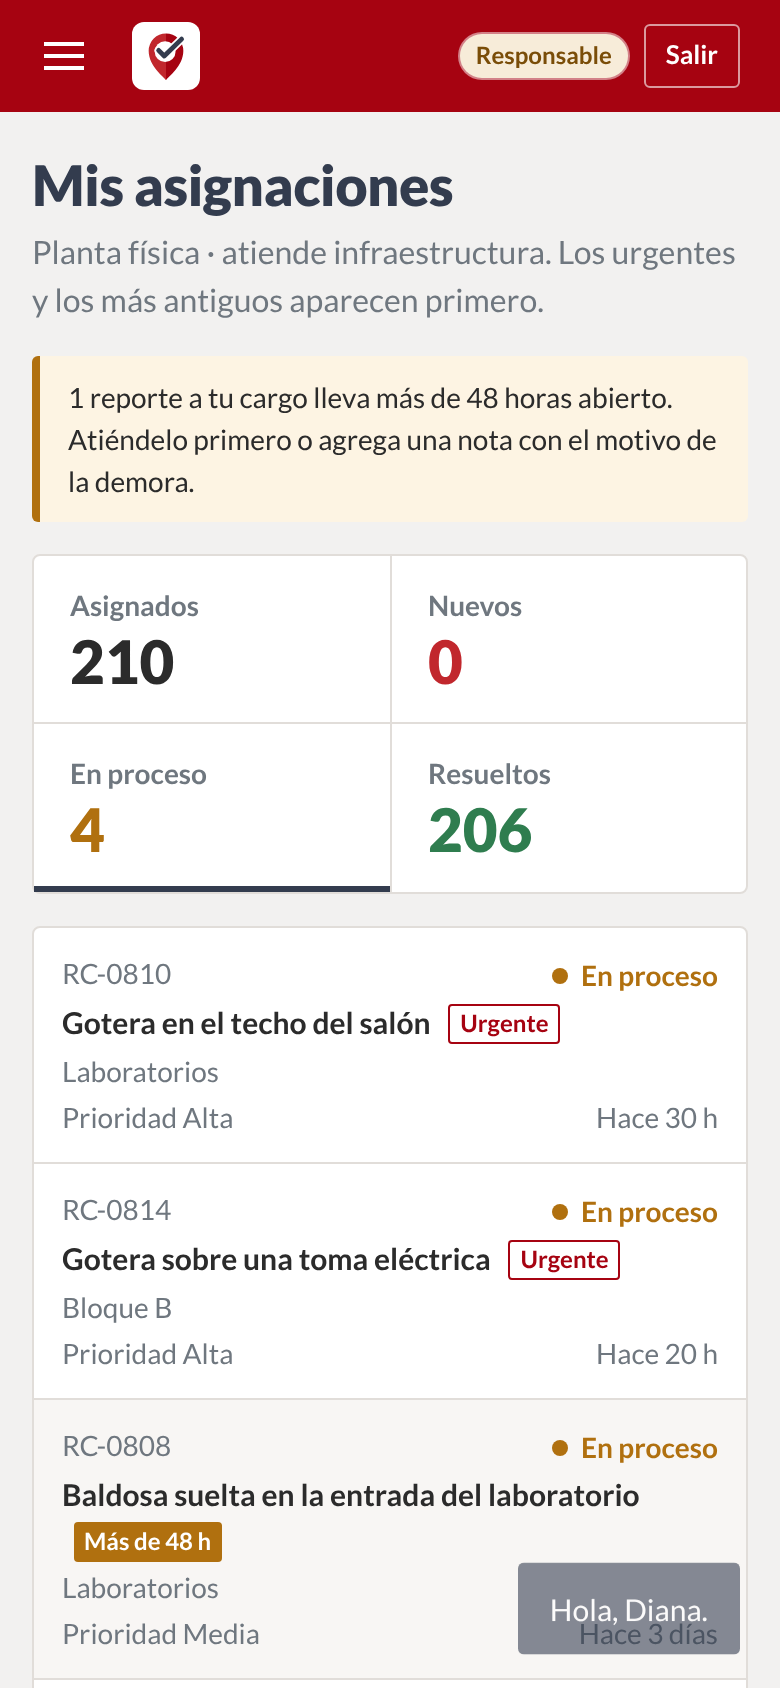 Responsable
Salir
Mis asignaciones
Planta física · atiende infraestructura. Los urgentes
y los más antiguos aparecen primero.
1 reporte a tu cargo lleva más de 48 horas abierto.
Atiéndelo primero o agrega una nota con el motivo de
la demora.
Asignados
210
Nuevos
0
En proceso
4
Resueltos
206
RC-0810
En proceso
Gotera en el techo del salón Urgente
Laboratorios
Prioridad Alta
Hace 30 h
RC-0814
En proceso
Gotera sobre una toma eléctrica Urgente
Bloque B
Prioridad Alta
Hace 20 h
RC-0808
En proceso
Baldosa suelta en la entrada del laboratorio
Más de 48 h
Laboratorios
Hola, Diana.
Prioridad Media
Hace 3 días